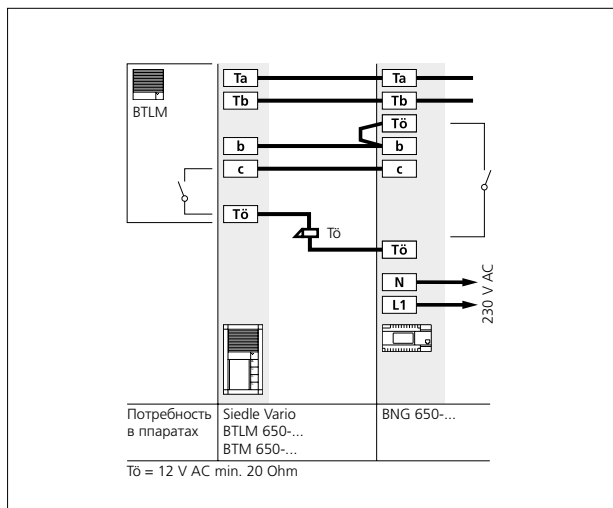 BTLM
Ta Ta
Tb Tb
Tö
b b
c c
Tö
Tö
Tö
N
L1
230 V AC
Потребность
в ппаратах
Siedle Vario
BTLM 650-...
BTM 650-...
BNG 650-...
Tö = 12 V AC min. 20 Ohm